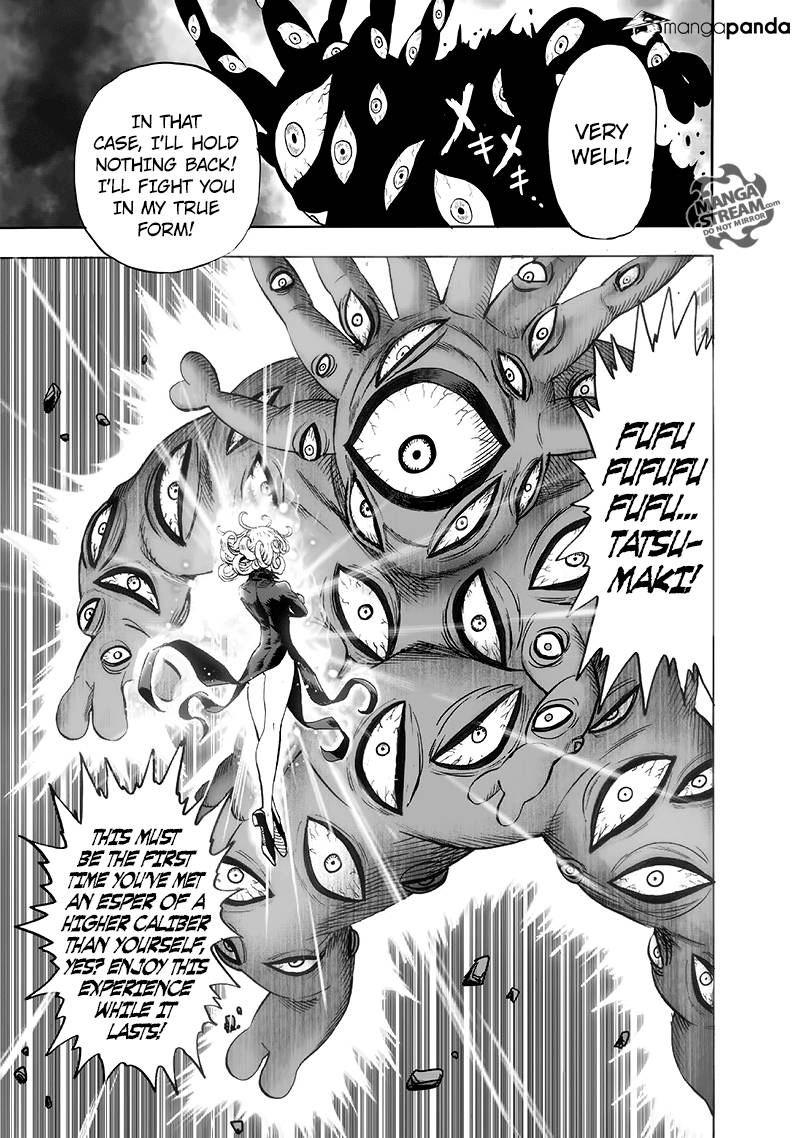 mangapanda
VERY
WELL!
IN THAT
CASE, I'LL HOLD
NOTHING BACK!
I'LL FIGHT YOU
IN MY TRUE
FORM!
メキメキ..
MANGA
STREAM.com
DO NOT MIRROR
FUFU
FUFUFU
FUFU...
TATSU-
MAKI!
THIS MUST
BE THE FIRST
TIME YOU'VE MET
AN ESPER OF A
HIGHER CALIBER
THAN YOURSELF,
YES? ENJOY THIS
EXPERIENCE
WHILE IT
LASTS!